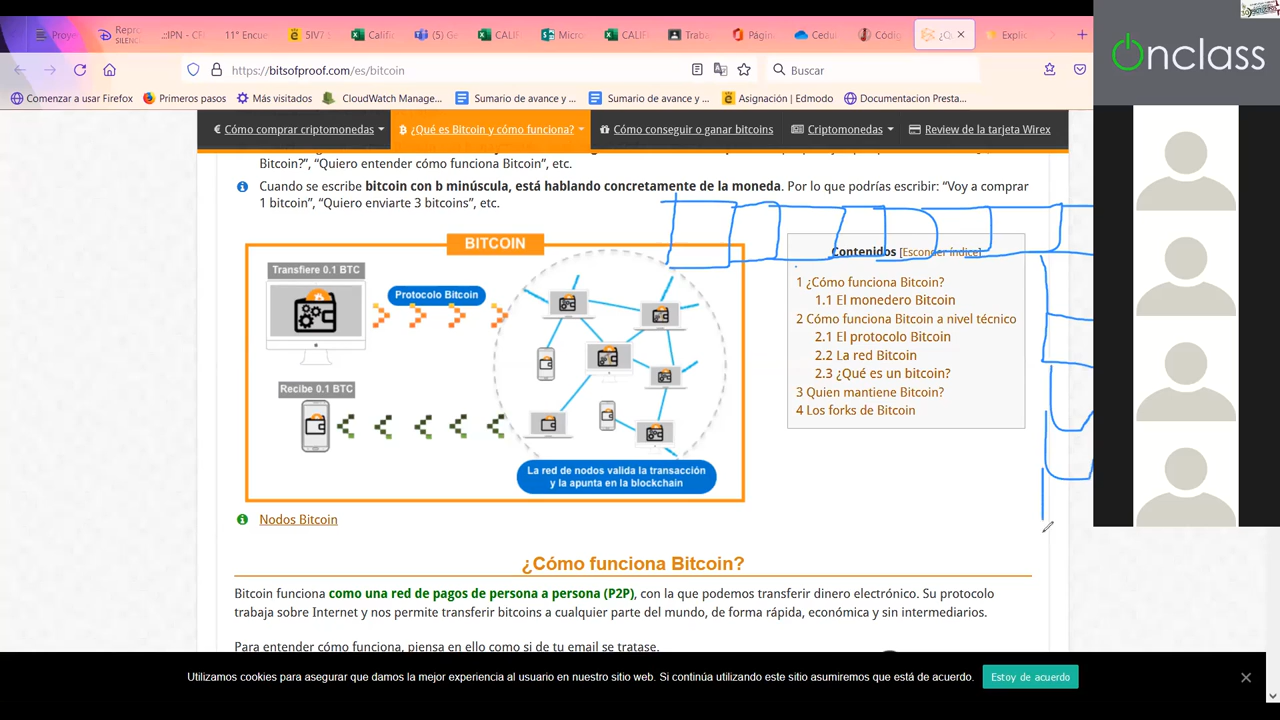 Proye
Repro
SILENC
.::IPN - CE
11° Encue
5IV7 S
Califi
(5) Ge
CALIF
Micro
CALIF
Traba
Págin
Cedul
Códig
¿Q
Explic
https://bitsofproof.com/es/bitcoin
Buscar
Comenzar a usar Firefox
Primeros pasos
Más visitados
CloudWatch Manage...
Sumario de avance y ...
Sumario de avance y ...
Asignación | Edmodo
Documentacion Presta...
Onclass
Cómo comprar criptomonedas
¿Qué es Bitcoin y cómo funciona?
Cómo conseguir o ganar bitcoins
Criptomonedas
Review de la tarjeta Wirex
Bitcoin?”, “Quiero entender cómo funciona Bitcoin”, etc.
Cuando se escribe bitcoin con b minúscula, está hablando concretamente de la moneda. Por lo que podrías escribir: “Voy a comprar
1 bitcoin”, “Quiero enviarte 3 bitcoins”, etc.
BITCOIN
Transfiere 0.1 BTC
Protocolo Bitcoin
Recibe 0.1 BTC
La red de nodos valida la transacción
y la apunta en la blockchain
Contenidos [Esconder índice]
1 ¿Cómo funciona Bitcoin?
1.1 El monedero Bitcoin
2 Cómo funciona Bitcoin a nivel técnico
2.1 El protocolo Bitcoin
2.2 La red Bitcoin
2.3 ¿Qué es un bitcoin?
3 Quien mantiene Bitcoin?
4 Los forks de Bitcoin
Nodos Bitcoin
¿Cómo funciona Bitcoin?
Bitcoin funciona como una red de pagos de persona a persona (P2P), con la que podemos transferir dinero electrónico. Su protocolo
trabaja sobre Internet y nos permite transferir bitcoins a cualquier parte del mundo, de forma rápida, económica y sin intermediarios.
Para entender cómo funciona, piensa en ello como si de tu email se tratase.
Utilizamos cookies para asegurar que damos la mejor experiencia al usuario en nuestro sitio web. Si continúa utilizando este sitio asumiremos que está de acuerdo.
Estoy de acuerdo